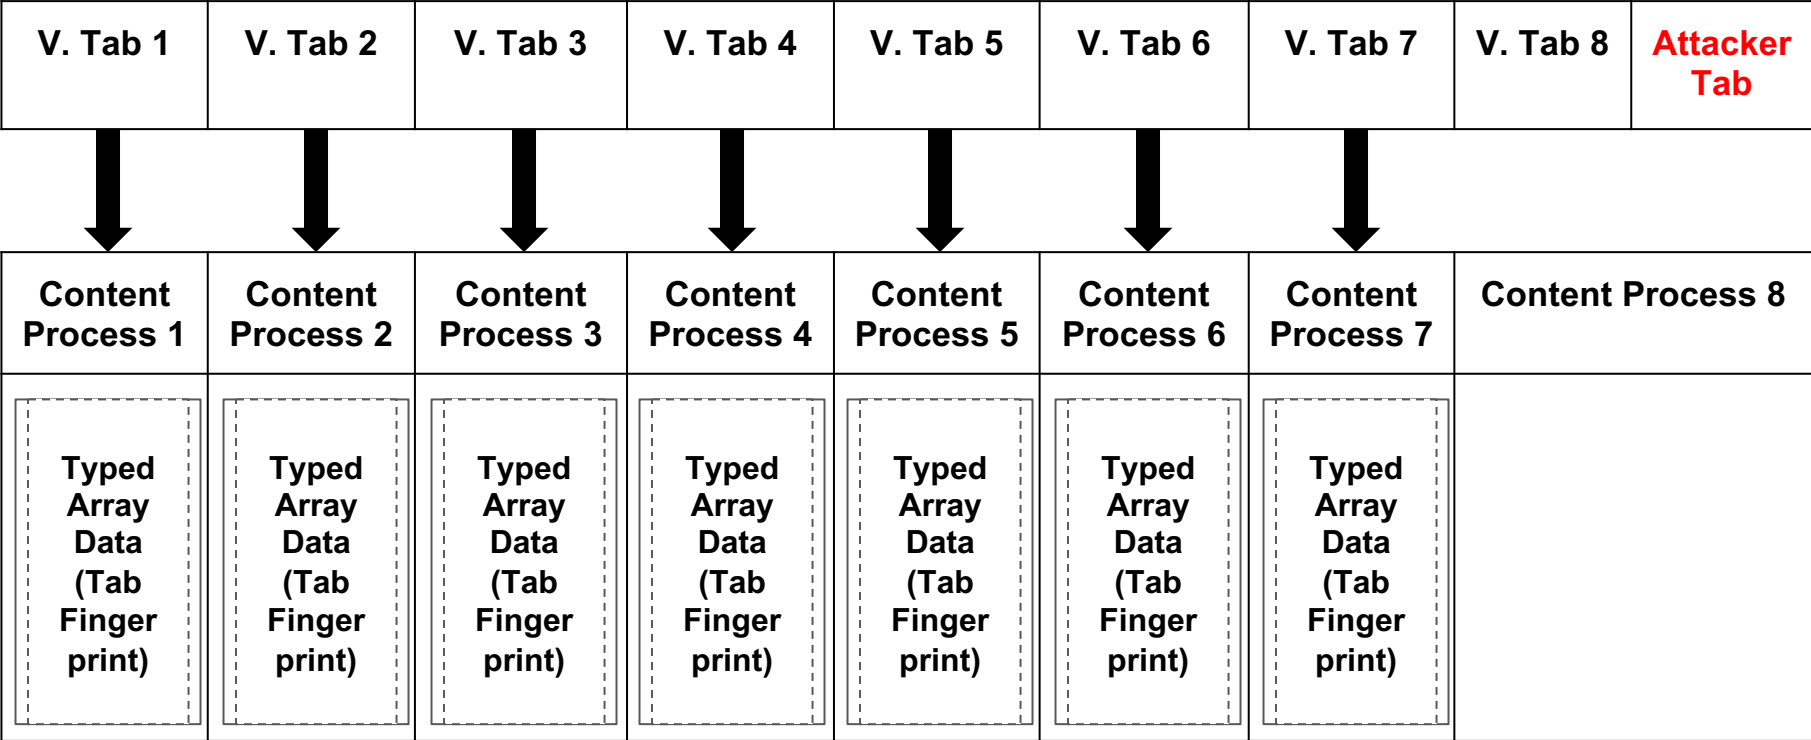 V. Tab 1
V. Tab 2
V. Tab 3
V. Tab 4
V. Tab 5
V. Tab 6
V. Tab 7
V. Tab 8
Attacker
Tab
Content
Process 1
Content
Process 2
Content
Process 3
Content
Process 4
Content
Process 5
Content
Process 6
Content
Process 7
Content Process 8
Typed
Array
Data
(Tab
Finger
print)
Typed
Array
Data
(Tab
Finger
print)
Typed
Array
Data
(Tab
Finger
print)
Typed
Array
Data
(Tab
Finger
print)
Typed
Array
Data
(Tab
Finger
print)
Typed
Array
Data
(Tab
Finger
print)
Typed
Array
Data
(Tab
Finger
print)